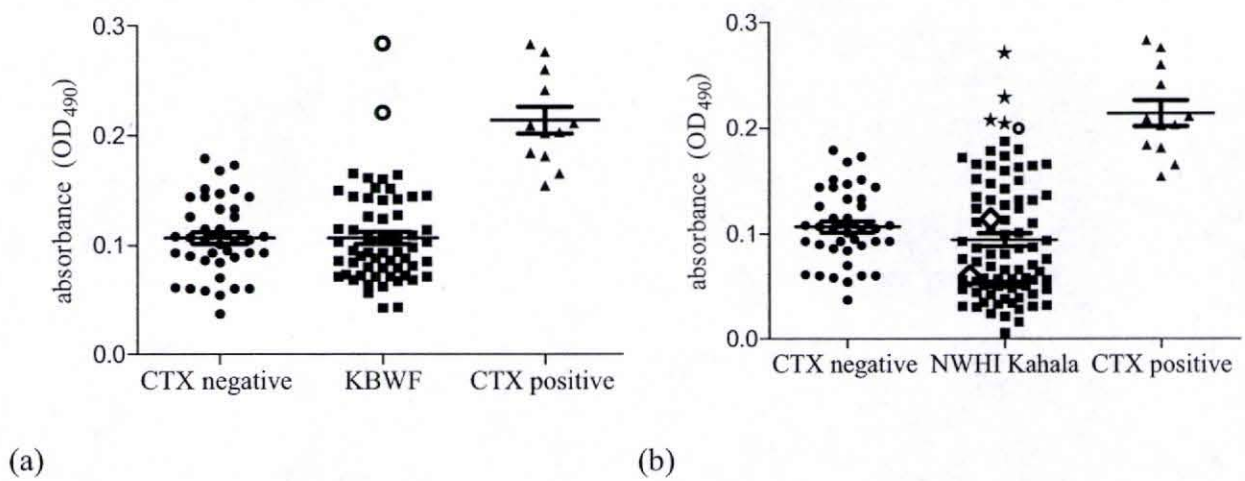 0.3
0.2
0.1
0.0
absorbance (OD490)
CTX negative KBWF CTX positive
(a)
0.3
0.2
0.1
0.0
absorbance (OD490)
CTX negative NWHI Kahala CTX positive
(b)